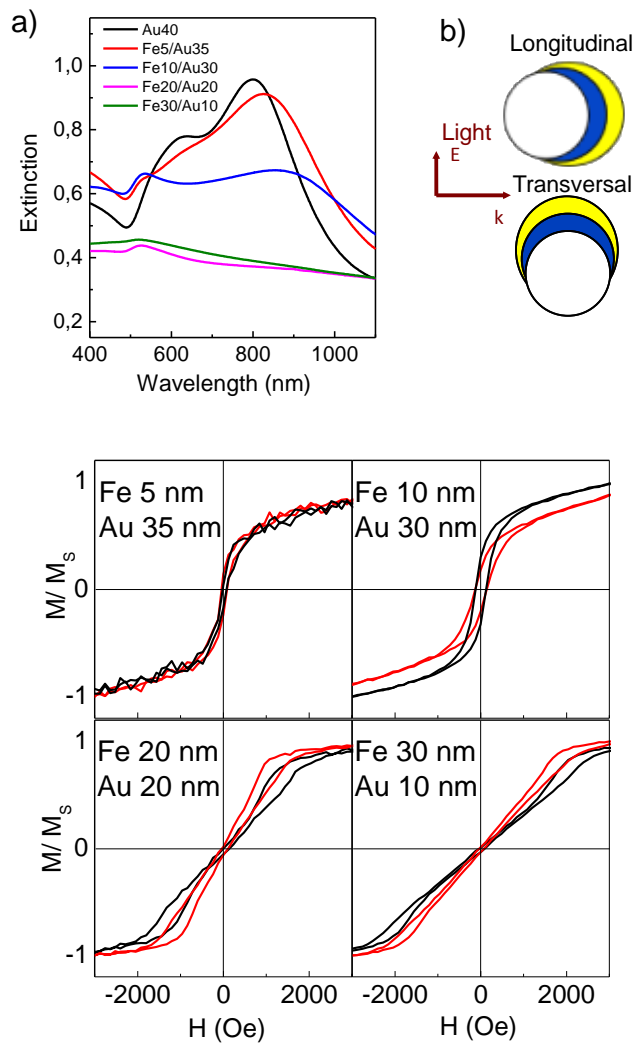 a)
Au40
Fe5/Au35
Fe10/Au30
Fe20/Au20
Fe30/Au10
1,0
0,8
0,6
0,4
0,2
Extinction
400
600
800
1000
Wavelength (nm)
b)
Longitudinal
Light
E
k
Transversal
Fe 5 nm
Au 35 nm
Fe 10 nm
Au 30 nm
1
0
-1
M/ M_S
Fe 20 nm
Au 20 nm
Fe 30 nm
Au 10 nm
1
0
-1
M/ M_S
-2000
0
2000
-2000
0
2000
H (Oe)
H (Oe)